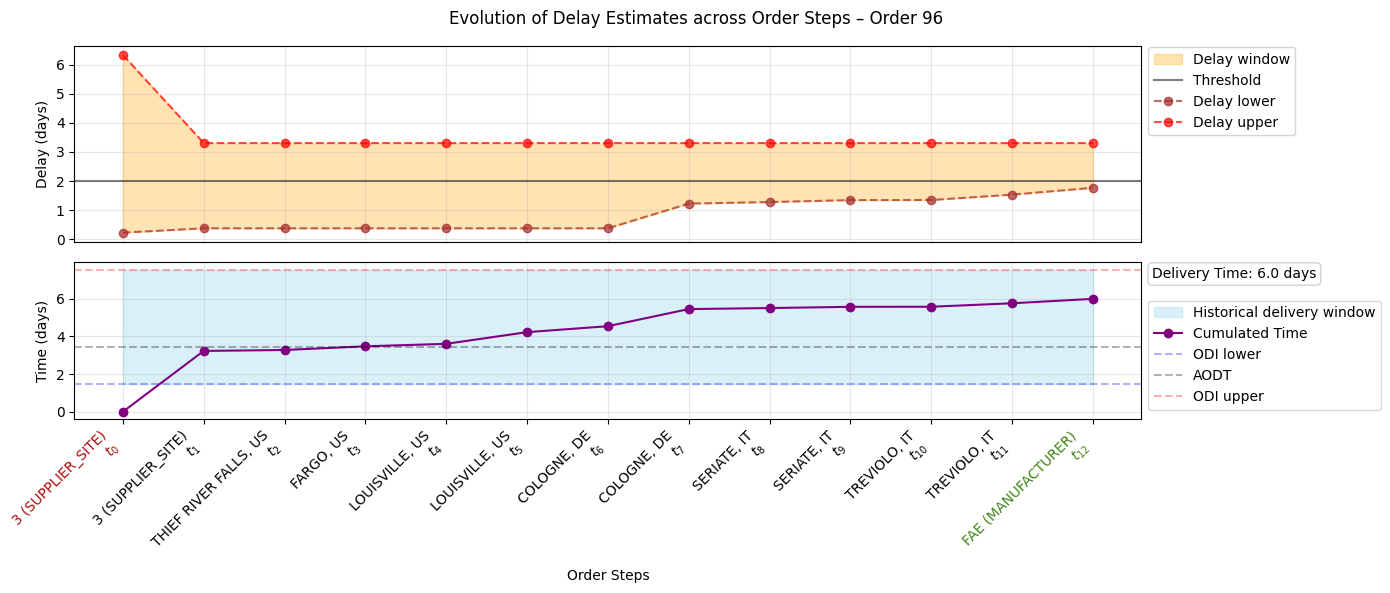 Evolution of Delay Estimates across Order Steps – Order 96
Delay (days)
6
5
4
3
2
1
0
Delay window
Threshold
Delay lower
Delay upper
Time (days)
6
4
2
0
Delivery Time: 6.0 days
Historical delivery window
Cumulated Time
ODI lower
AODT
ODI upper
3 (SUPPLIER_SITE)
t0
3 (SUPPLIER_SITE)
t1
THIEF RIVER FALLS, US
t2
FARGO, US
t3
LOUISVILLE, US
t4
LOUISVILLE, US
t5
COLOGNE, DE
t6
COLOGNE, DE
t7
SERIATE, IT
t8
SERIATE, IT
t9
TREVIOLO, IT
t10
TREVIOLO, IT
t11
FAE (MANUFACTURER)
t12
Order Steps